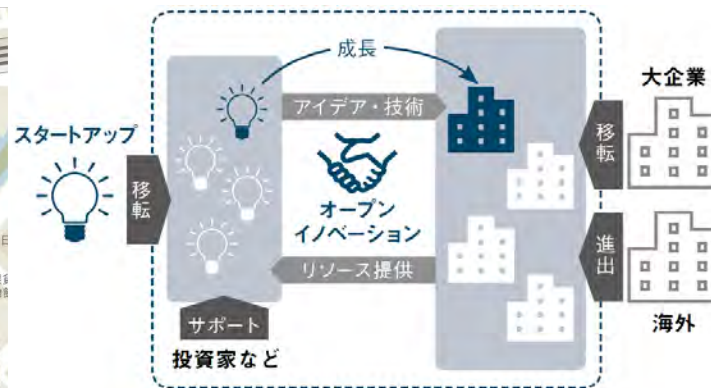 成長
大企業
アイデア・技術
スタートアップ
移転
移転
オープン
イノベーション
リソース提供
進出
サポート
投資家など
海外